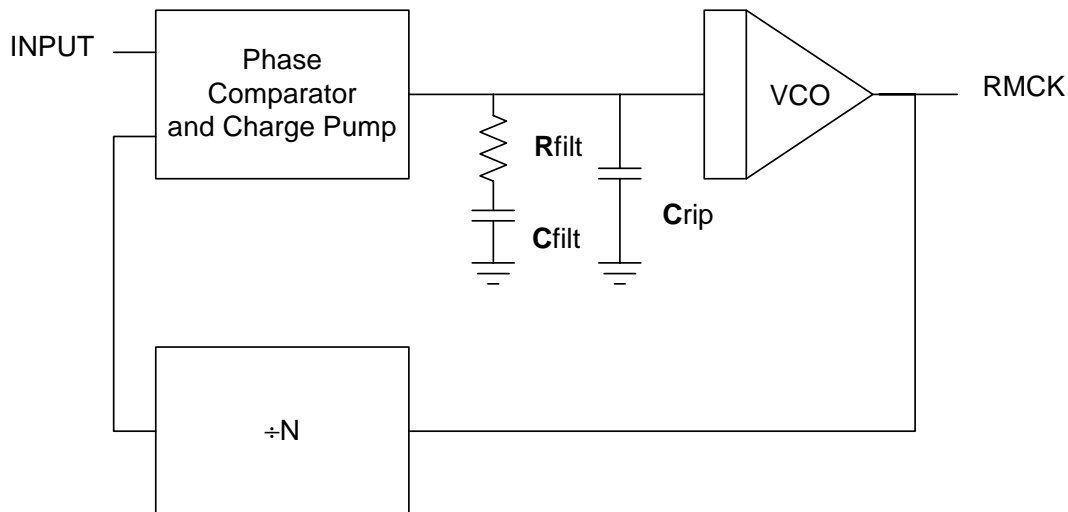 INPUT
Phase
Comparator
and Charge Pump
VCO
RMCK
Rfilt
Cfilt
Crip
÷N